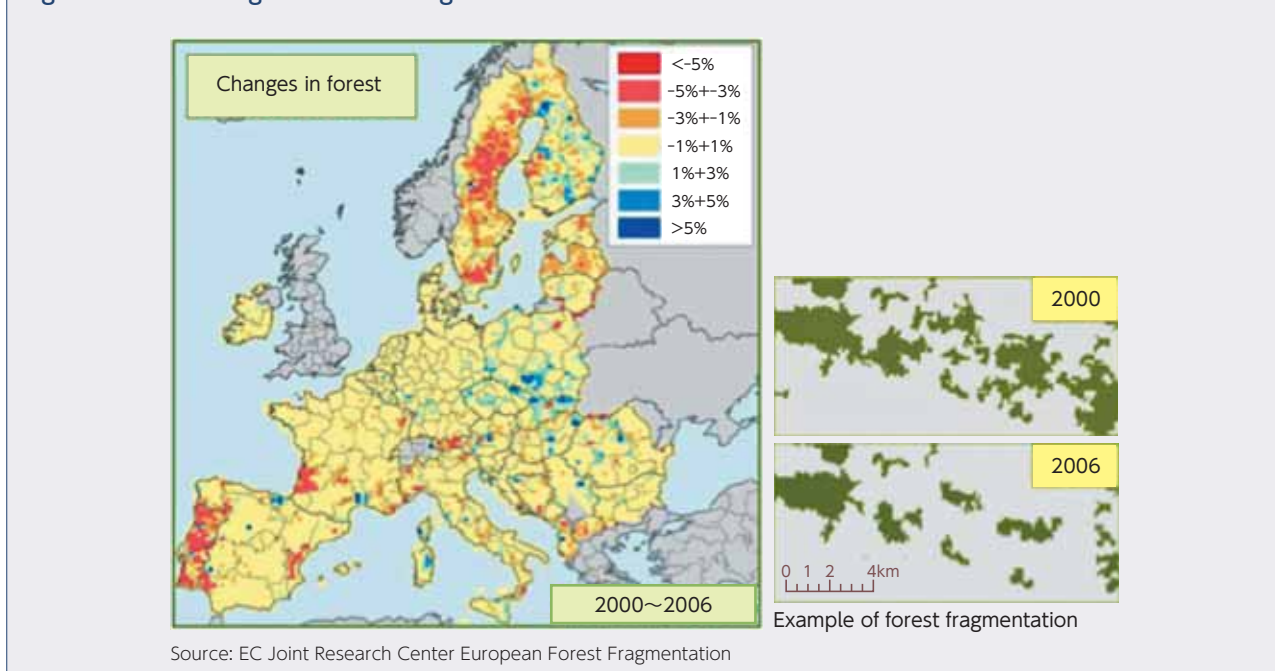 Changes in forest
<-5%
-5%+-3%
-3%+-1%
-1%+1%
1%+3%
3%+5%
>5%
2000~2006
2000
2006
0 1 2 4km
Example of forest fragmentation
Source: EC Joint Research Center European Forest Fragmentation